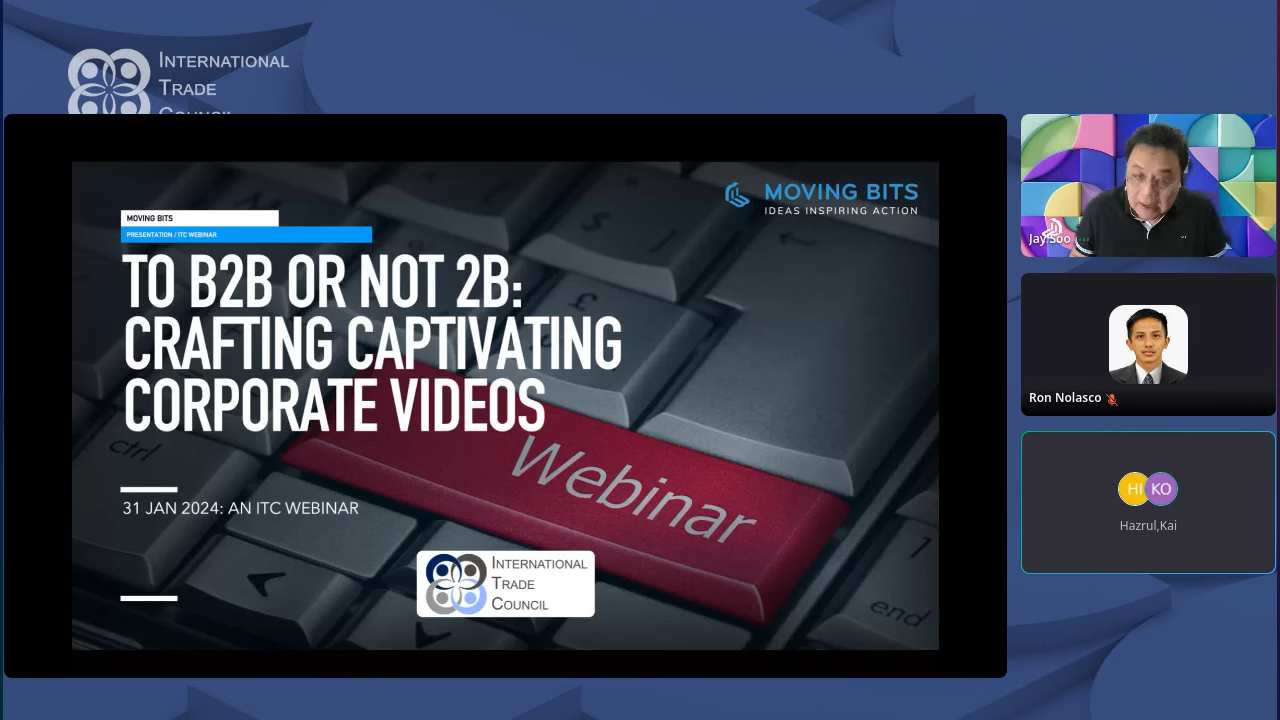 INTERNATIONAL
TRADE
COUNCIL
MOVING BITS
IDEAS INSPIRING ACTION
MOVING BITS
PRESENTATION / ITC WEBINAR
TO B2B OR NOT 2B:
CRAFTING CAPTIVATING
CORPORATE VIDEOS
ctrl
Webinar
31 JAN 2024: AN ITC WEBINAR
INTERNATIONAL
TRADE
COUNCIL
$
£
1
end
Jay Soo
Ron Nolasco
HI KO
Hazrul,Kai